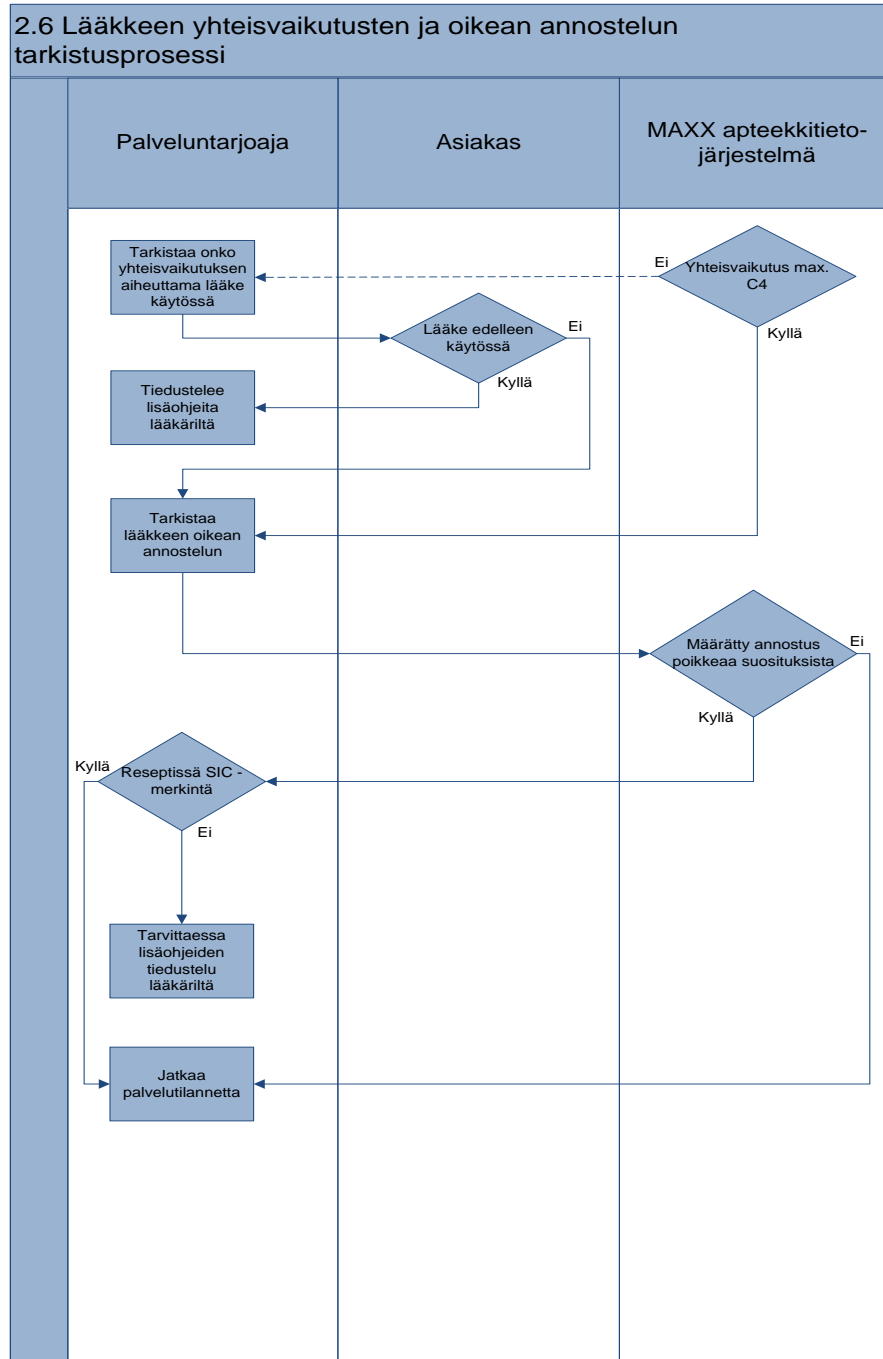 2.6 Lääkkeen yhteisvaikutusten ja oikean annostelun
tarkistusprosessi
Palveluntarjoaja
Asiakas
MAXX apteekkitieto-
järjestelmä
Tarkistaa onko
yhteisvaikutuksen
aiheuttama lääke
käytössä
Ei
Yhteisvaikutus max.
C4
Kyllä
Lääke edelleen
käytössä
Ei
Kyllä
Tiedustelee
lisäohjeita
lääkäriltä
Tarkistaa
lääkkeen oikean
annostelun
Määrätty annostus
poikkeaa suosituksista
Ei
Kyllä
Kyllä
Reseptissä SIC -
merkintä
Ei
Tarvittaessa
lisäohjeiden
tiedustelu
lääkäriltä
Jatkaa
palvelutilannetta